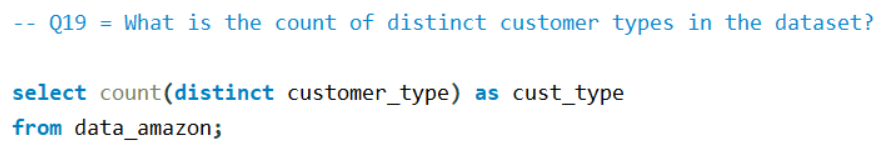 -- Q19 = What is the count of distinct customer types in the dataset?
select count(distinct customer_type) as cust_type
from data_amazon;